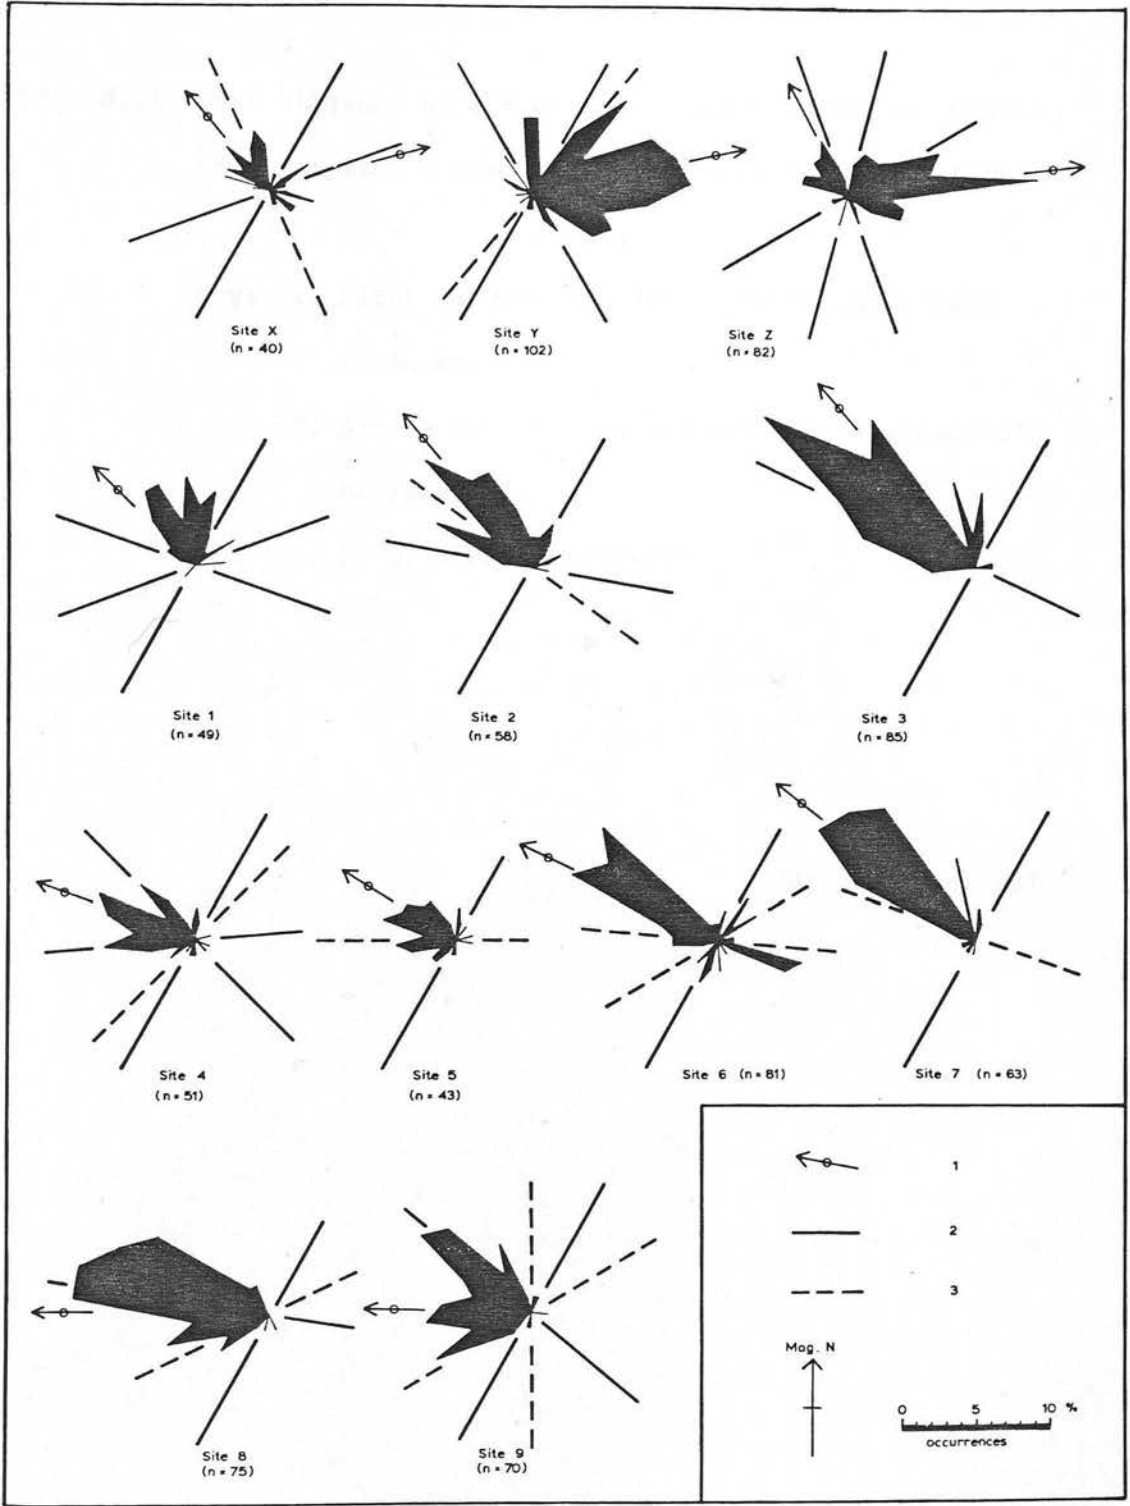 Site X
(n = 40)
Site Y
(n = 102)
Site Z
(n = 82)
Site 1
(n = 49)
Site 2
(n = 58)
Site 3
(n = 85)
Site 4
(n = 51)
Site 5
(n = 43)
Site 6 (n = 81)
Site 7 (n = 63)
Site 8
(n = 75)
Site 9
(n = 70)
1
2
3
Mag. N
0 5 10 %
occurrences